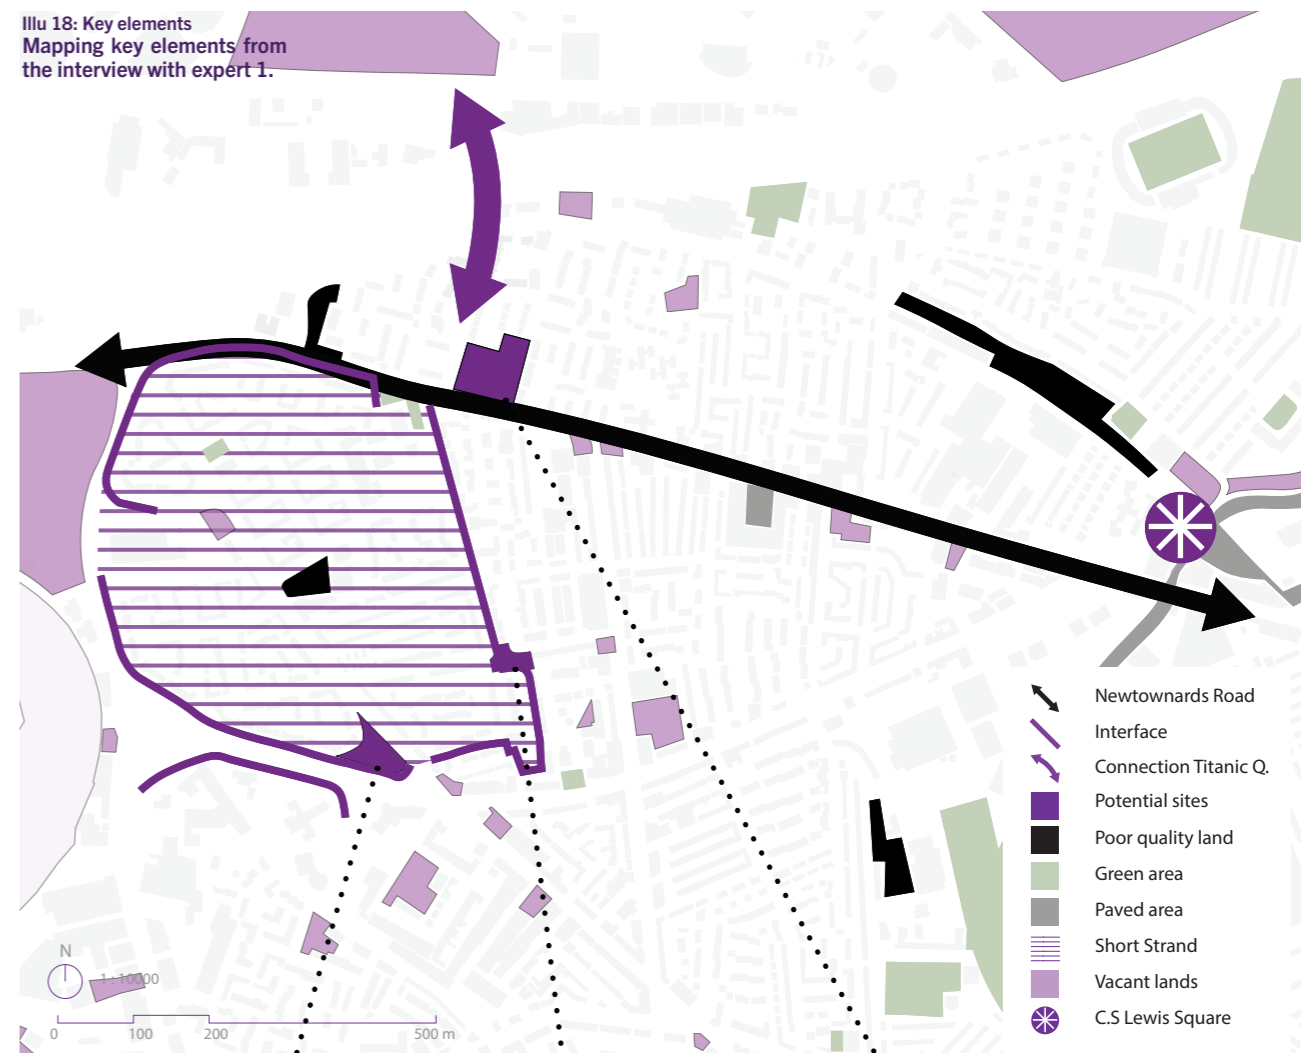 Illu 18: Key elements
Mapping key elements from
the interview with expert 1.
Newtownards Road
Interface
Connection Titanic Q.
Potential sites
Poor quality land
Green area
Paved area
Short Strand
Vacant lands
C.S Lewis Square
N
1 : 10000
0 100 200 500 m